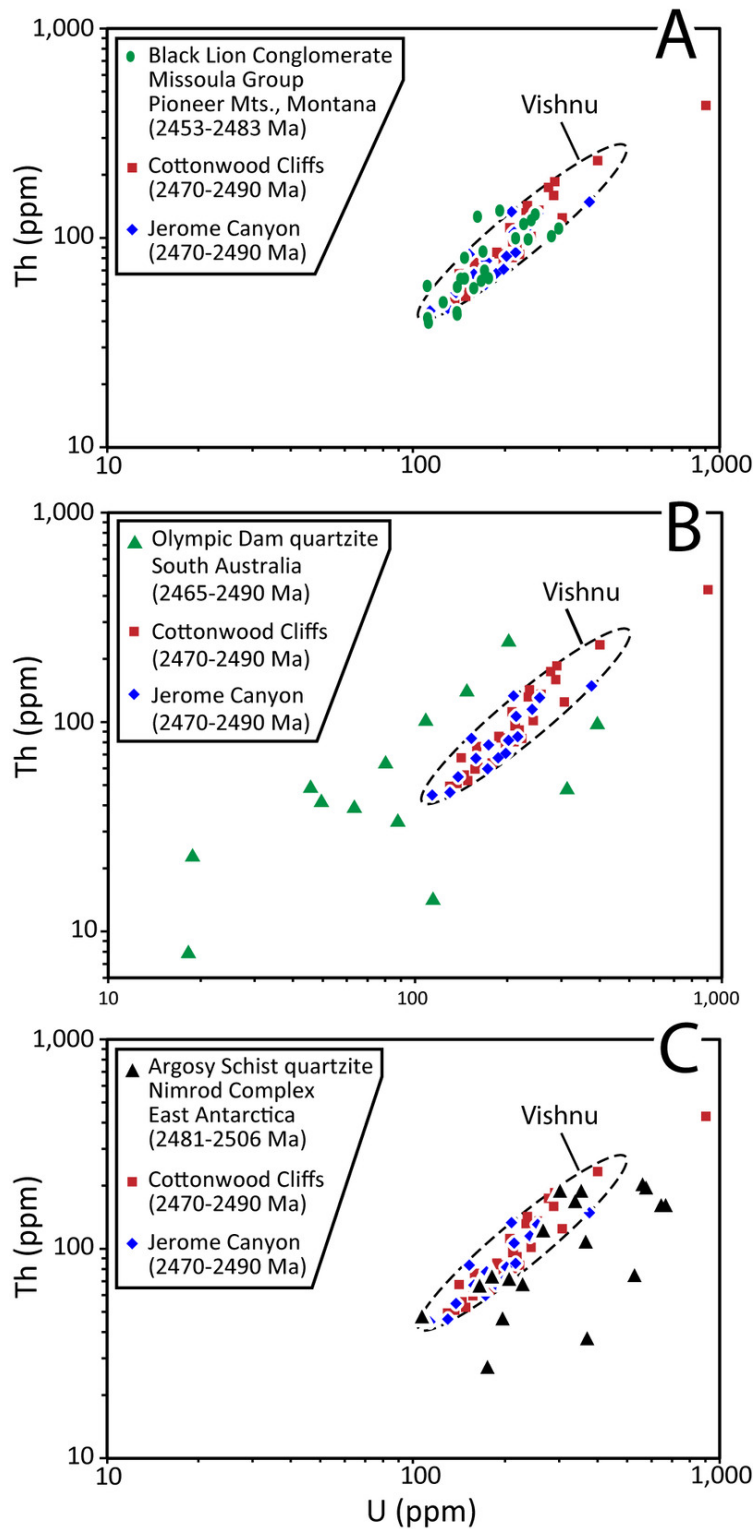 1,000
A
Black Lion Conglomerate
Missoula Group
Pioneer Mts., Montana
(2453-2483 Ma)
Cottonwood Cliffs
(2470-2490 Ma)
Jerome Canyon
(2470-2490 Ma)
Vishnu
Th (ppm)
100
10
10
100
1,000
1,000
B
Olympic Dam quartzite
South Australia
(2465-2490 Ma)
Cottonwood Cliffs
(2470-2490 Ma)
Jerome Canyon
(2470-2490 Ma)
Vishnu
Th (ppm)
100
10
10
100
1,000
1,000
C
Argosy Schist quartzite
Nimrod Complex
East Antarctica
(2481-2506 Ma)
Cottonwood Cliffs
(2470-2490 Ma)
Jerome Canyon
(2470-2490 Ma)
Vishnu
Th (ppm)
100
10
10
100
1,000
U (ppm)